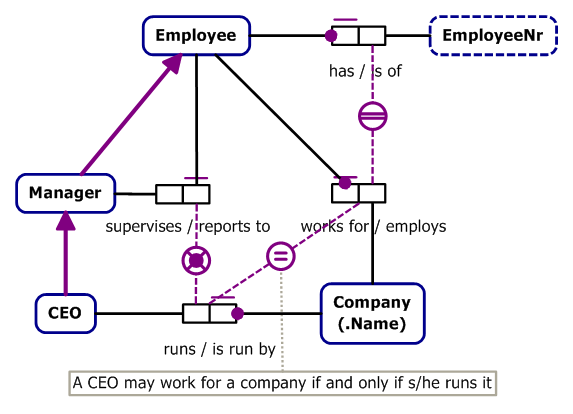 Employee
EmployeeNr
has / is of
Manager
supervises / reports to
works for / employs
CEO
Company
(.Name)
runs / is run by
A CEO may work for a company if and only if s/he runs it